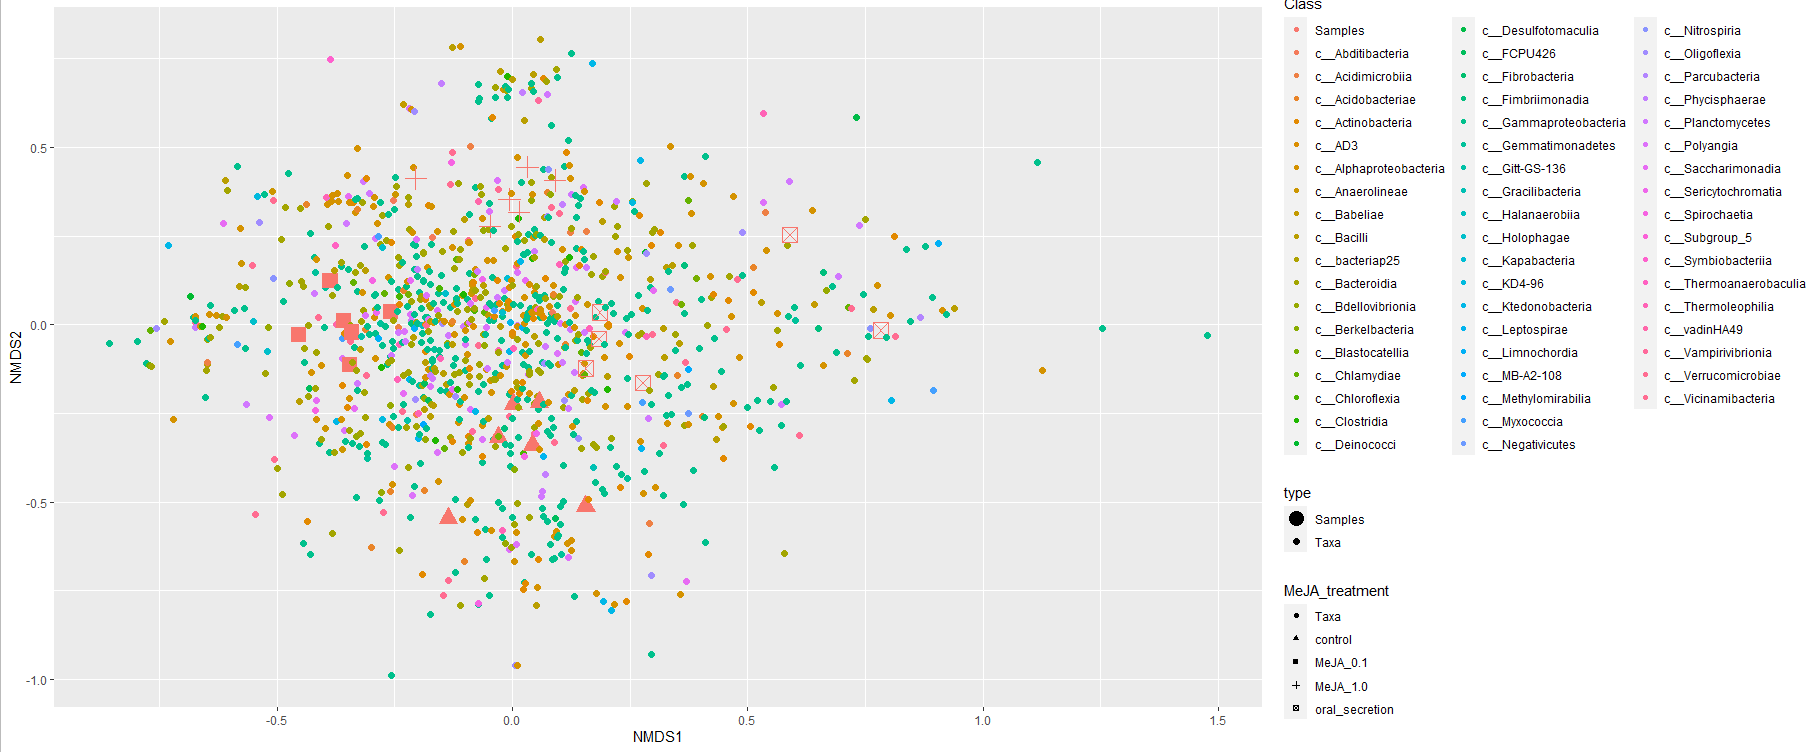 Class
Samples
c__Abditibacteria
c__Acidimicrobiia
c__Acidobacteriae
c__Actinobacteria
c__AD3
c__Alphaproteobacteria
c__Anaerolineae
c__Babeliae
c__Bacilli
c__bacteriap25
c__Bacteroidia
c__Bdellovibrionia
c__Berkelbacteria
c__Blastocatellia
c__Chlamydiae
c__Chloroflexia
c__Clostridia
c__Deinococci
c__Desulfotomaculia
c__FCPU426
c__Fibrobacteria
c__Fimbriimonadia
c__Gammaproteobacteria
c__Gemmatimonadetes
c__Gitt-GS-136
c__Gracilibacteria
c__Halanaerobiia
c__Holophagae
c__Kapabacteria
c__KD4-96
c__Ktedonobacteria
c__Leptospirae
c__Limnochordia
c__MB-A2-108
c__Methylomirabilia
c__Myxococcia
c__Negativicutes
c__Nitrospiria
c__Oligoflexia
c__Parcubacteria
c__Phycisphaerae
c__Planctomycetes
c__Polyangia
c__Saccharimonadia
c__Sericytochromatia
c__Spirochaetia
c__Subgroup_5
c__Symbiobacteriia
c__Thermoanaerobaculia
c__Thermoleophilia
c__vadinHA49
c__Vampirivibrionia
c__Verrucomicrobiae
c__Vicinamibacteria
type
Samples
Taxa
MeJA_treatment
Taxa
control
MeJA_0.1
MeJA_1.0
oral_secretion
NMDS2
0.5
0.0
-0.5
-1.0
-0.5
0.0
0.5
1.0
1.5
NMDS1